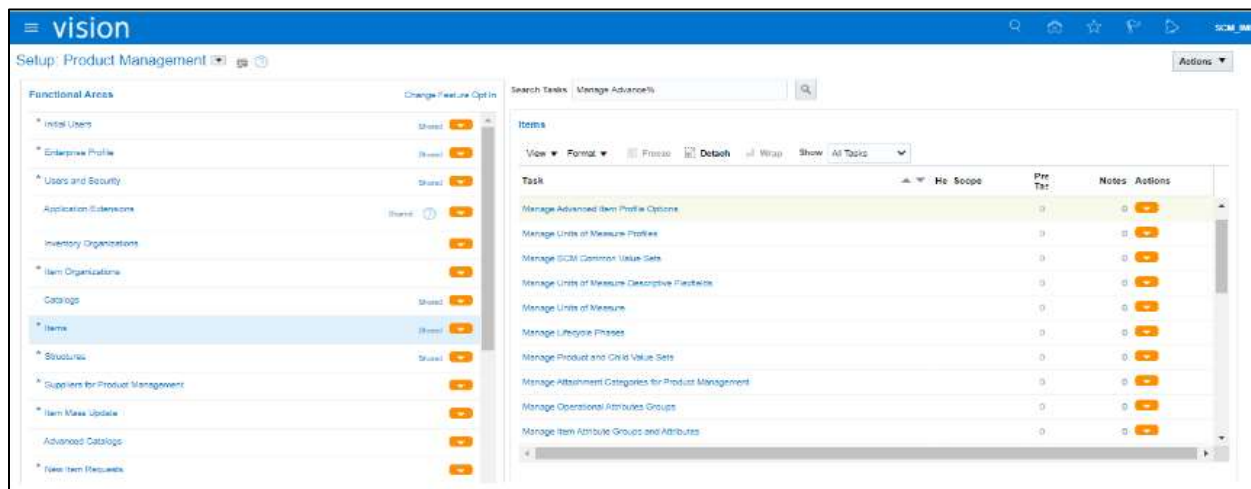 vision
SCM_IM
Setup: Product Management
Actions
Functional Areas
Change Feature Opt In
Search Tasks Manage Advance%
* Initial Users Shared
* Enterprise Profile Shared
* Users and Security Shared
Application Extensions Shared
Inventory Organizations
* Item Organizations
Catalogs Shared
* Items Shared
* Structures Shared
* Suppliers for Product Management
* Item Mass Update
Advanced Catalogs
* New Item Requests
Items
View Format Freeze Detach Wrap Show All Tasks
Task He Scope Pre Notes Actions
Tas
Manage Advanced Item Profile Options 0 0
Manage Units of Measure Profiles 0 0
Manage SCM Common Value Sets 0 0
Manage Units of Measure Descriptive Flexfields 0 0
Manage Units of Measure 0 0
Manage Lifecycle Phases 0 0
Manage Product and Child Value Sets 0 0
Manage Attachment Categories for Product Management 0 0
Manage Operational Attributes Groups 0 0
Manage Item Attribute Groups and Attributes 0 0